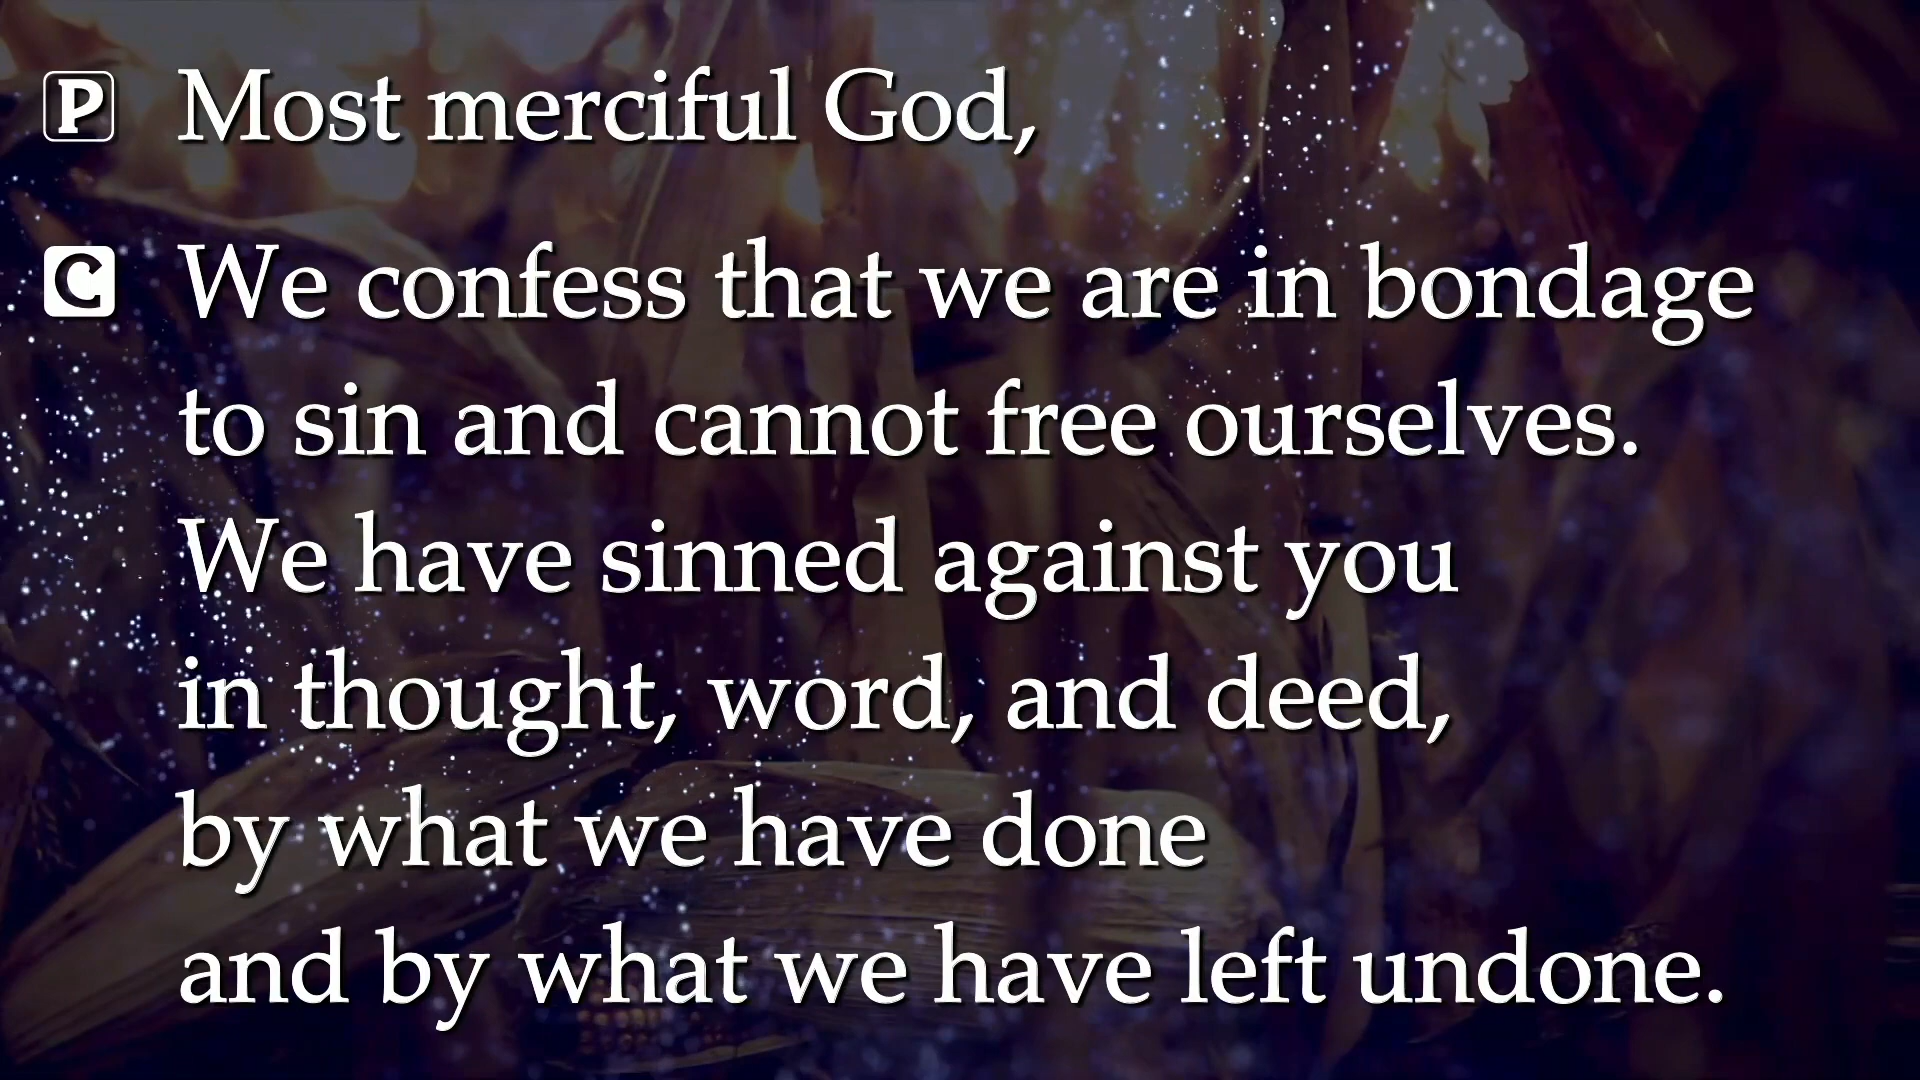 P Most merciful God,
C We confess that we are in bondage
to sin and cannot free ourselves.
We have sinned against you
in thought, word, and deed,
by what we have done
and by what we have left undone.